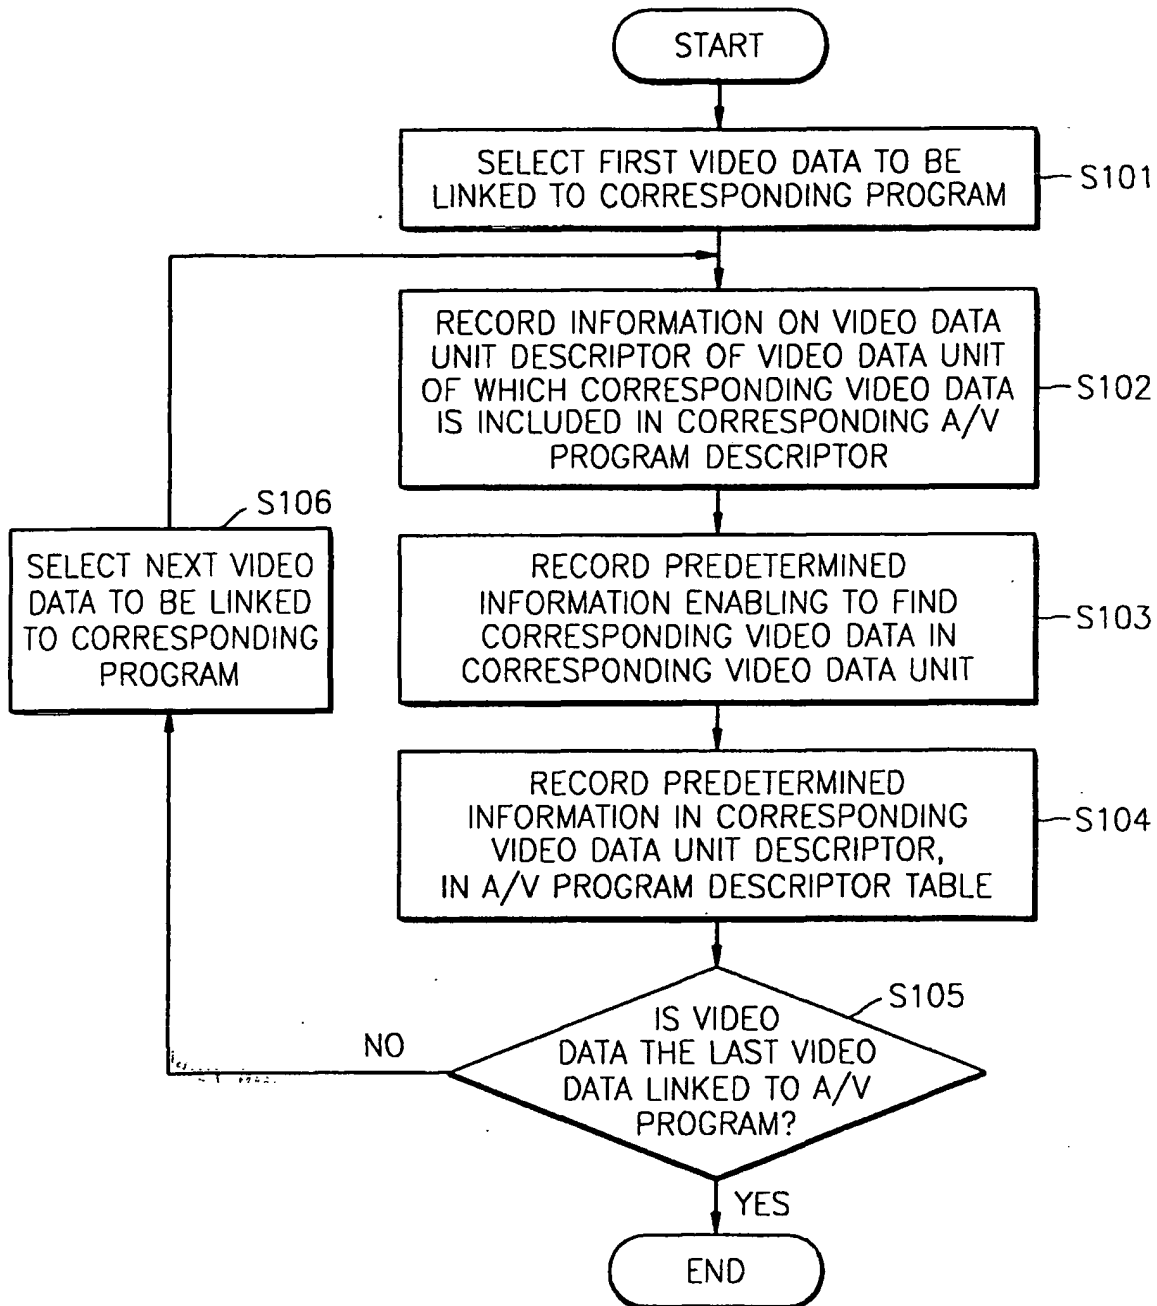 START
SELECT FIRST VIDEO DATA TO BE
LINKED TO CORRESPONDING PROGRAM
S101
RECORD INFORMATION ON VIDEO DATA
UNIT DESCRIPTOR OF VIDEO DATA UNIT
OF WHICH CORRESPONDING VIDEO DATA
IS INCLUDED IN CORRESPONDING A/V
PROGRAM DESCRIPTOR
S102
S106
SELECT NEXT VIDEO
DATA TO BE LINKED
TO CORRESPONDING
PROGRAM
RECORD PREDETERMINED
INFORMATION ENABLING TO FIND
CORRESPONDING VIDEO DATA IN
CORRESPONDING VIDEO DATA UNIT
S103
RECORD PREDETERMINED
INFORMATION IN CORRESPONDING
VIDEO DATA UNIT DESCRIPTOR,
IN A/V PROGRAM DESCRIPTOR TABLE
S104
S105
IS VIDEO
DATA THE LAST VIDEO
DATA LINKED TO A/V
PROGRAM?
NO
YES
END